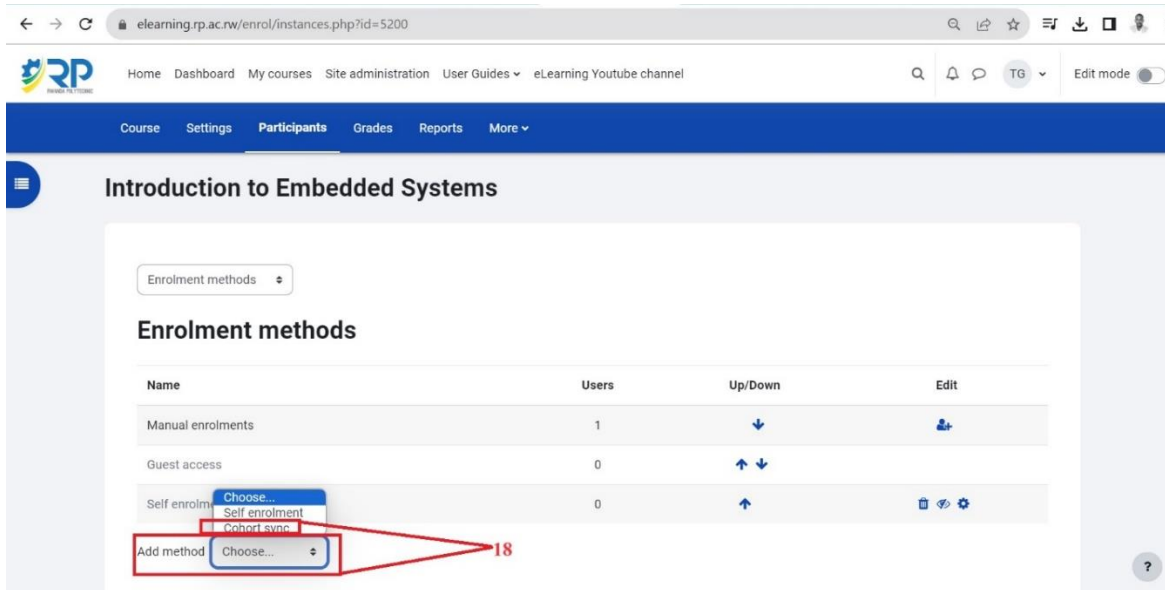 elearning.rp.ac.rw/enrol/instances.php?id=5200
RP
RWANDA POLYTECHNIC
Home Dashboard My courses Site administration User Guides eLearning Youtube channel TG Edit mode
Course Settings Participants Grades Reports More
Introduction to Embedded Systems
Enrolment methods
Enrolment methods
Name Users Up/Down Edit
Manual enrolments 1
Guest access 0
Self enrolm 0
Choose...
Self enrolment
Cohort sync
Add method Choose... 18
?